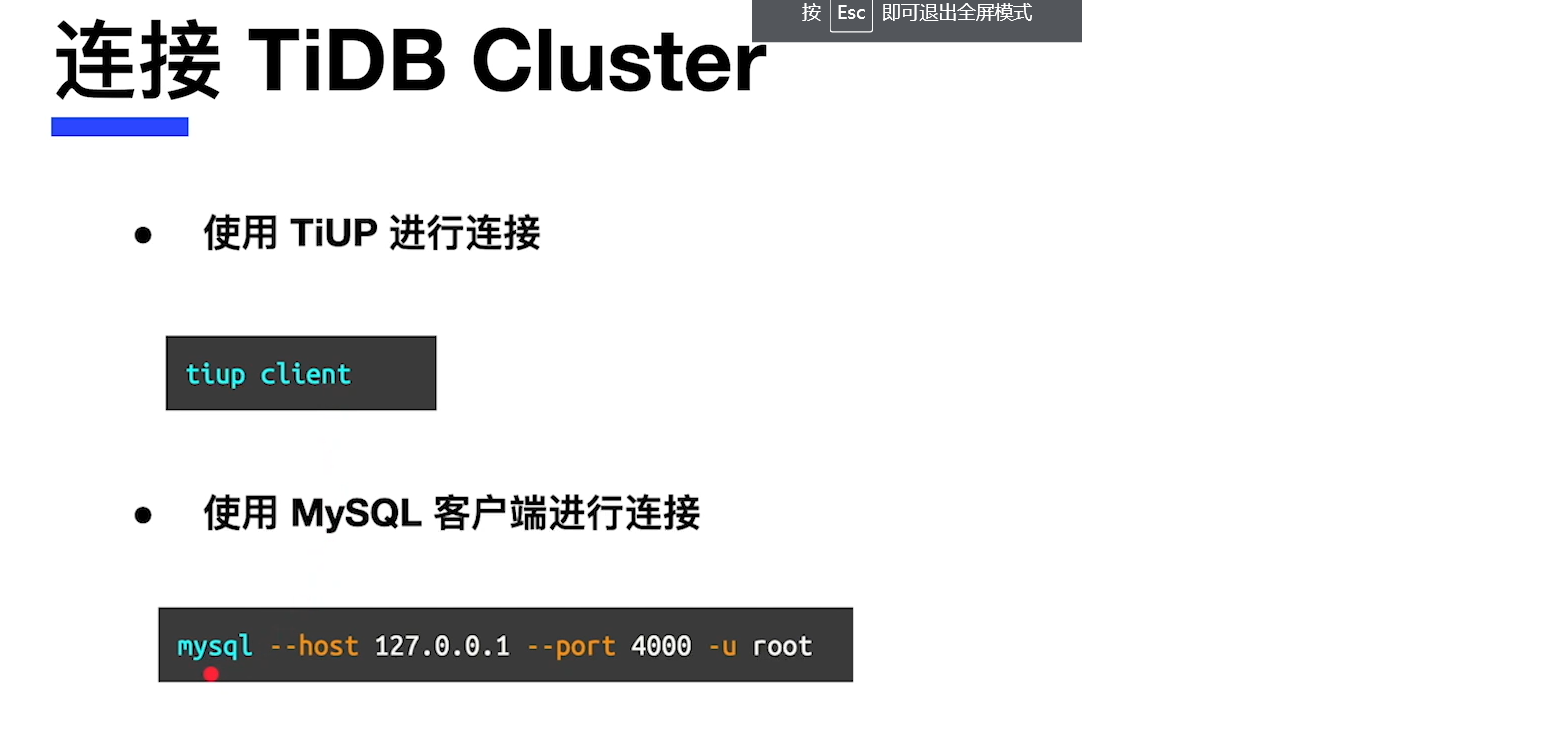 按 Esc 即可退出全屏模式
连接 TiDB Cluster
● 使用 TiUP 进行连接
tiup client
● 使用 MySQL 客户端进行连接
mysql --host 127.0.0.1 --port 4000 -u root